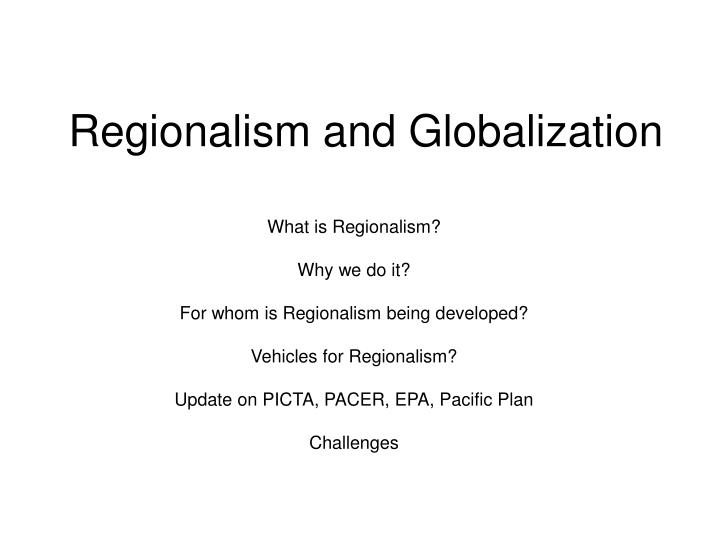 Regionalism and Globalization
What is Regionalism?
Why we do it?
For whom is Regionalism being developed?
Vehicles for Regionalism?
Update on PICTA, PACER, EPA, Pacific Plan
Challenges